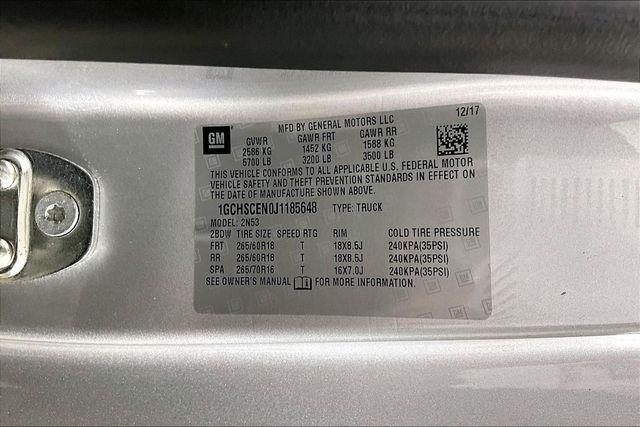 GM
MFD BY GENERAL MOTORS LLC 12/17
GVWR GAWR FRT GAWR RR
2586 KG 1452 KG 1588 KG
5700 LB 3200 LB 3500 LB
THIS VEHICLE CONFORMS TO ALL APPLICABLE U.S. FEDERAL MOTOR
VEHICLE SAFETY AND THEFT PREVENTION STANDARDS IN EFFECT ON
THE DATE OF MANUFACTURE SHOWN ABOVE.
1GCHSCEN0J1185648 TYPE: TRUCK
MODEL: 2N53
2BDW TIRE SIZE SPEED RTG RIM COLD TIRE PRESSURE
FRT 265/60R18 T 18X8.5J 240KPA(35PSI)
RR 265/60R18 T 18X8.5J 240KPA(35PSI)
SPA 265/70R16 T 16X7.0J 240KPA(35PSI)
SEE OWNER'S MANUAL FOR MORE INFORMATION.